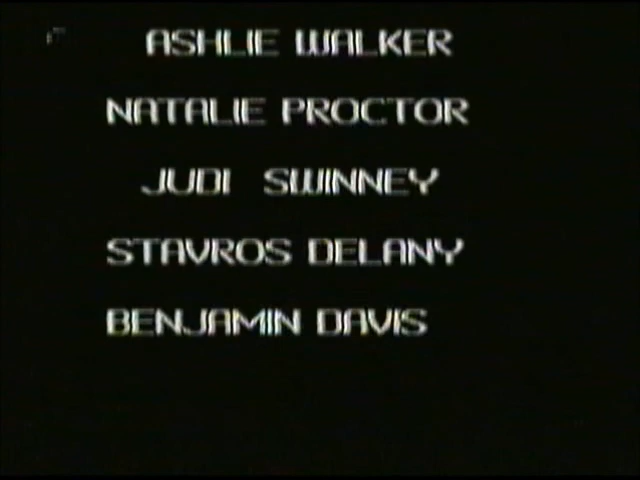 ASHLIE WALKER
NATALIE PROCTOR
JUDI SWINNEY
STAVROS DELANY
BENJAMIN DAVIS